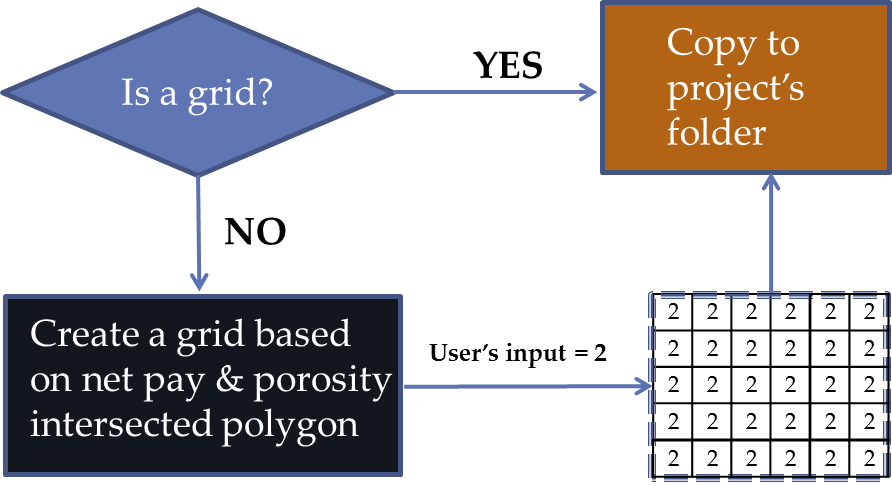 Is a grid?
YES
Copy to
project's
folder
NO
Create a grid based
on net pay & porosity
intersected polygon
User's input = 2
2 2 2 2 2 2
2 2 2 2 2 2
2 2 2 2 2 2
2 2 2 2 2 2
2 2 2 2 2 2